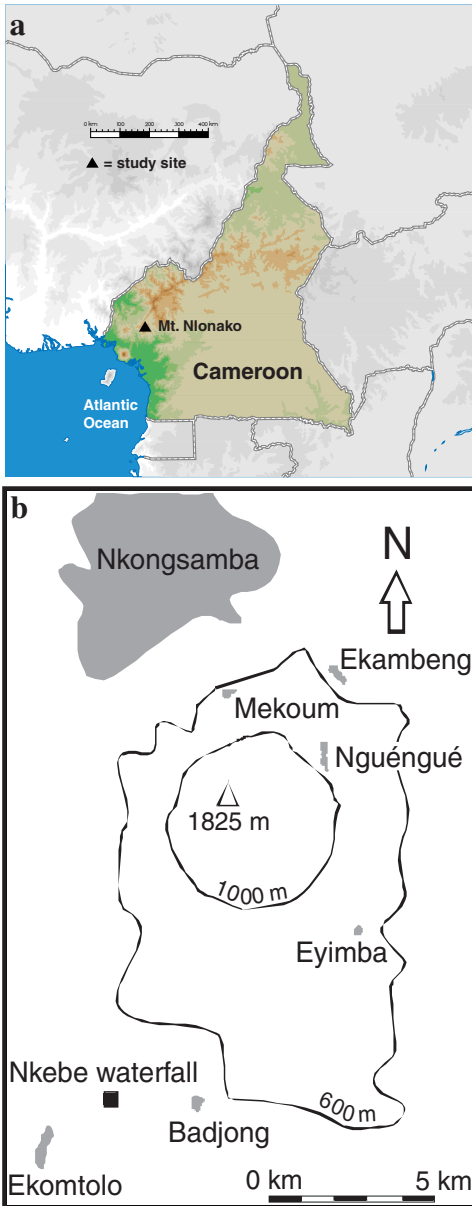 a
0 km 100 200 300 400 km
▲ = study site
Mt. Nlonako
Cameroon
Atlantic
Ocean
b
Nkongsamba
N
Ekambeng
Mekoum
Nguéngué
1825 m
1000 m
Eyimba
Nkebe waterfall
600 m
Badjong
Ekomtolo
0 km 5 km